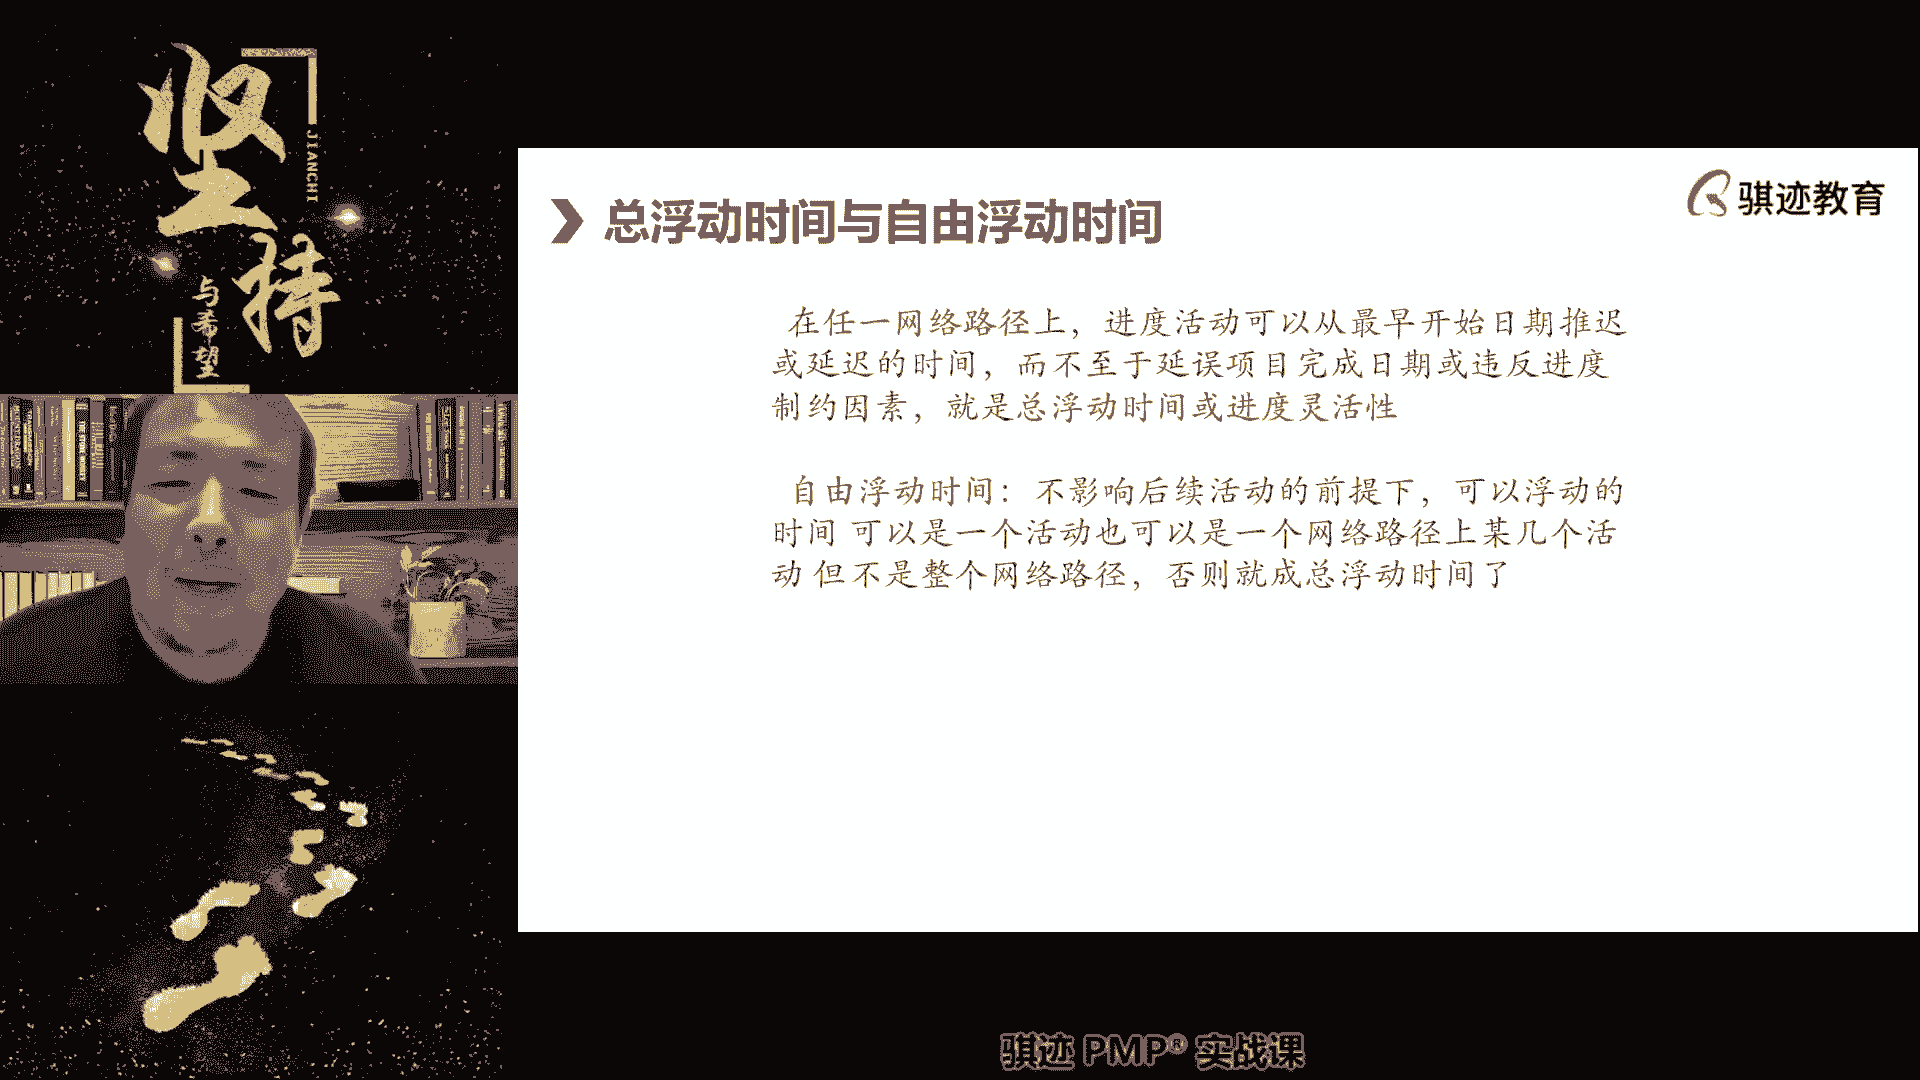 坚持
JIANCHI
与希望
骐迹教育
总浮动时间与自由浮动时间
在任一网络路径上，进度活动可以从最早开始日期推迟
或延迟的时间，而不至于延误项目完成日期或违反进度
制约因素，就是总浮动时间或进度灵活性
自由浮动时间：不影响后续活动的前提下，可以浮动的
时间 可以是一个活动也可以是一个网络路径上某几个活
动 但不是整个网络路径，否则就成总浮动时间了
骐迹 PMP® 实战课